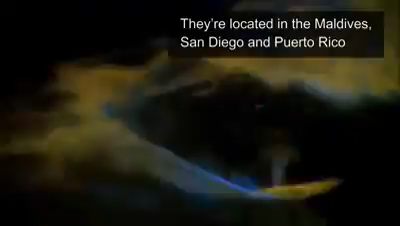 They’re located in the Maldives,
San Diego and Puerto Rico